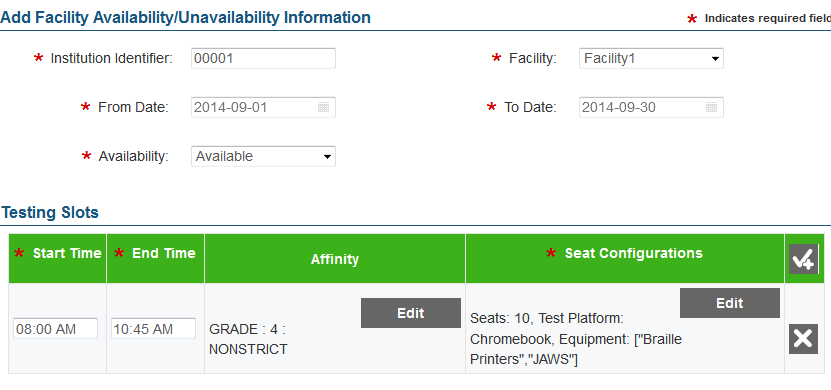 Add Facility Availability/Unavailability Information
* Indicates required field
* Institution Identifier: 00001
* Facility: Facility1
* From Date: 2014-09-01
* To Date: 2014-09-30
* Availability: Available
Testing Slots
* Start Time * End Time Affinity * Seat Configurations
08:00 AM 10:45 AM
GRADE : 4 :
NONSTRICT
Edit
Seats: 10, Test Platform:
Chromebook, Equipment: ["Braille
Printers","JAWS"]
Edit